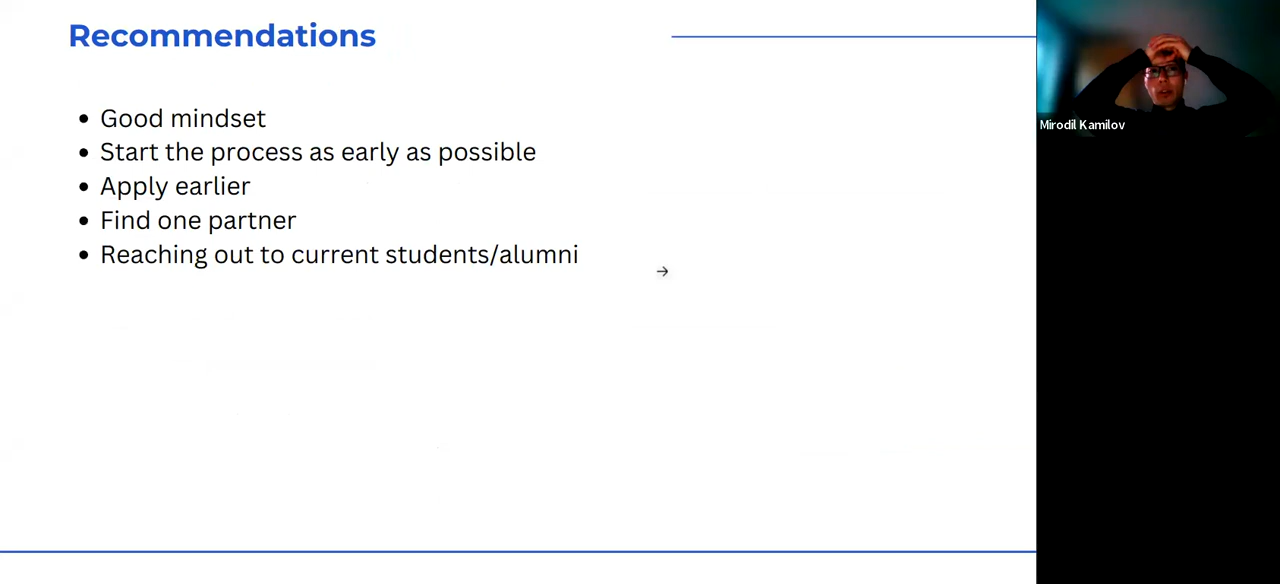 Recommendations
Good mindset
Start the process as early as possible
Apply earlier
Find one partner
Reaching out to current students/alumni
Mirodil Kamilov